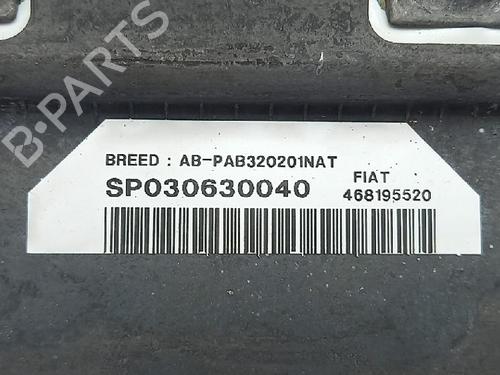 B-PARTS
BREED : AB-PAB320201NAT
SP030630040
FIAT
468195520